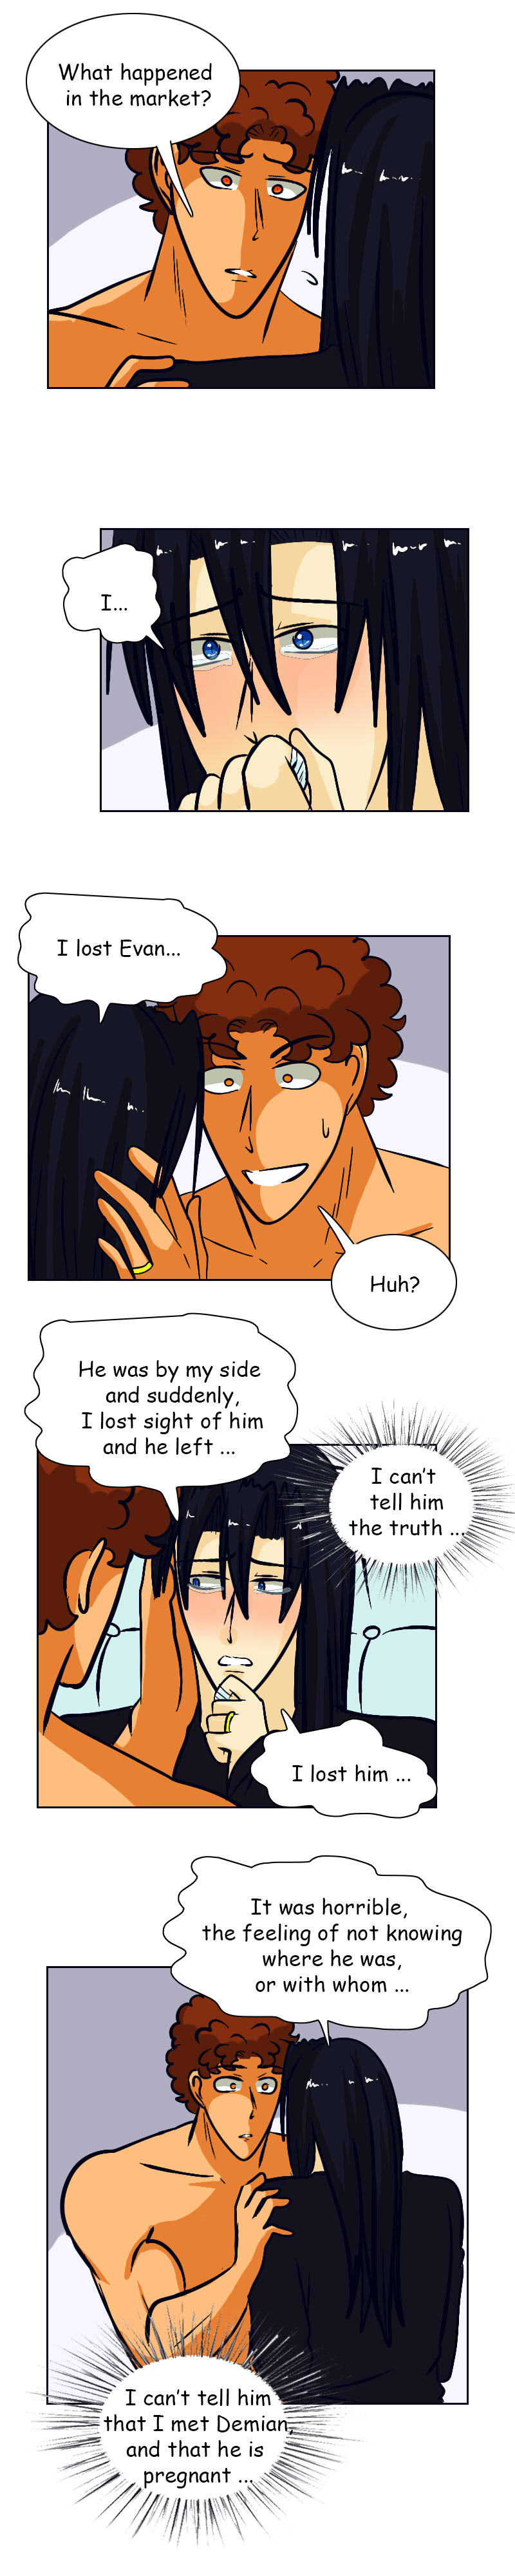 What happened
in the market?
I...
I lost Evan...
Huh?
He was by my side
and suddenly,
I lost sight of him
and he left ...
I can't
tell him
the truth ...
I lost him ...
It was horrible,
the feeling of not knowing
where he was,
or with whom ...
I can't tell him
that I met Demian,
and that he is
pregnant ...